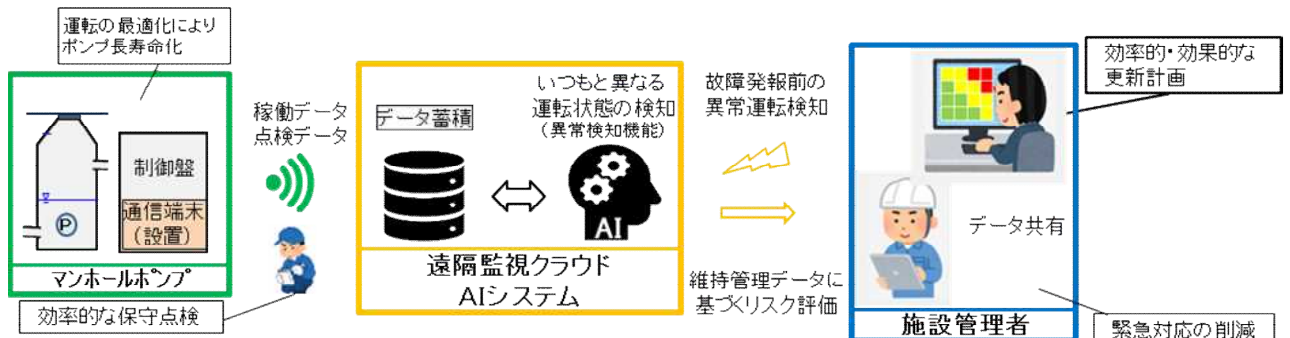 運転の最適化により
ポンプ長寿命化
制御盤
通信端末
（設置）
P
マンホールポンプ
効率的な保守点検
稼働データ
点検データ
データ蓄積
いつもと異なる
運転状態の検知
（異常検知機能）
AI
遠隔監視クラウド
AIシステム
故障発報前の
異常運転検知
維持管理データに
基づくリスク評価
データ共有
施設管理者
効率的・効果的な
更新計画
緊急対応の削減